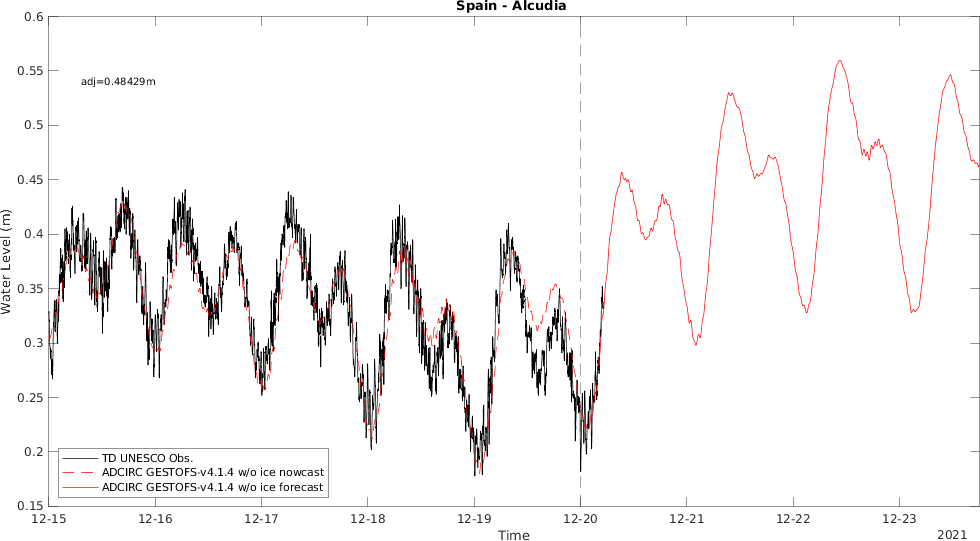 Spain - Alcudia
0.6
0.55
0.5
0.45
0.4
0.35
0.3
0.25
0.2
0.15
Water Level (m)
adj=0.48429m
TD UNESCO Obs.
ADCIRC GESTOFS-v4.1.4 w/o ice nowcast
ADCIRC GESTOFS-v4.1.4 w/o ice forecast
12-15 12-16 12-17 12-18 12-19 12-20 12-21 12-22 12-23
Time
2021